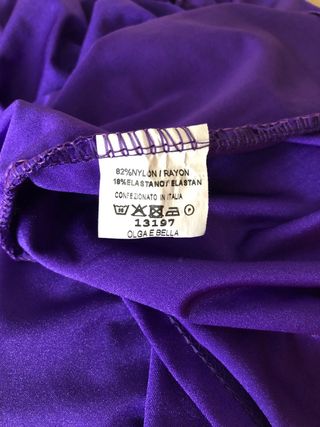 82%NYLON / RAYON
18%ELASTANO/ ELASTAN
CONFEZIONATO IN ITALIA
13197
OLGA E BELLA